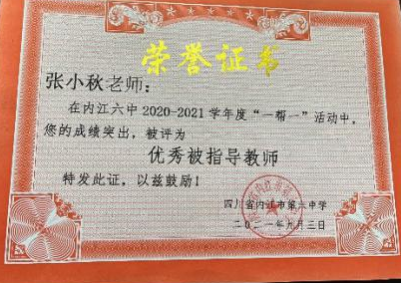 荣誉证书
张小秋老师：
在内江六中2020-2021学年度“一帮一”活动中，
您的成绩突出，被评为
优秀被指导教师
特发此证，以兹鼓励！
四川省内江市第六中学
二〇二一年九月三日